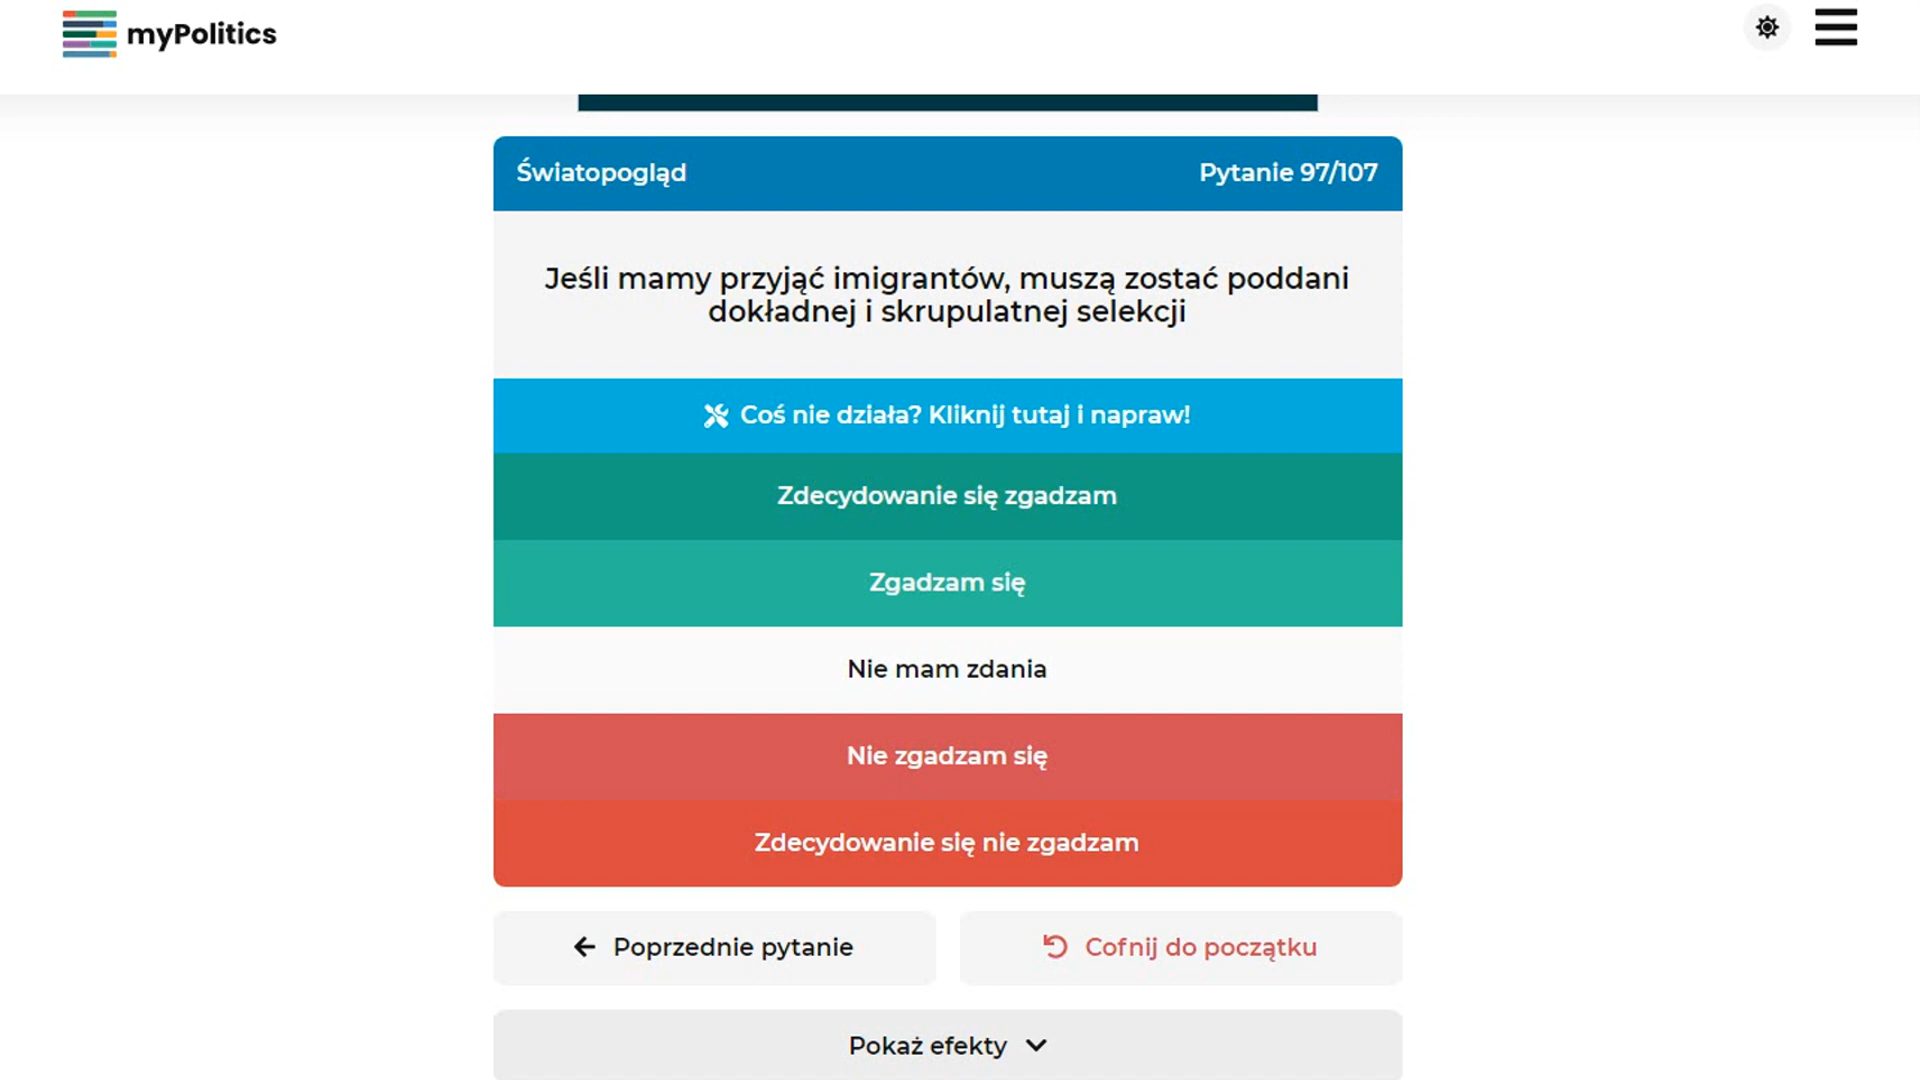 myPolitics
Światopogląd
Pytanie 97/107
Jeśli mamy przyjąć imigrantów, muszą zostać poddani
dokładnej i skrupulatnej selekcji
Coś nie działa? Kliknij tutaj i napraw!
Zdecydowanie się zgadzam
Zgadzam się
Nie mam zdania
Nie zgadzam się
Zdecydowanie się nie zgadzam
Poprzednie pytanie
Cofnij do początku
Pokaż efekty